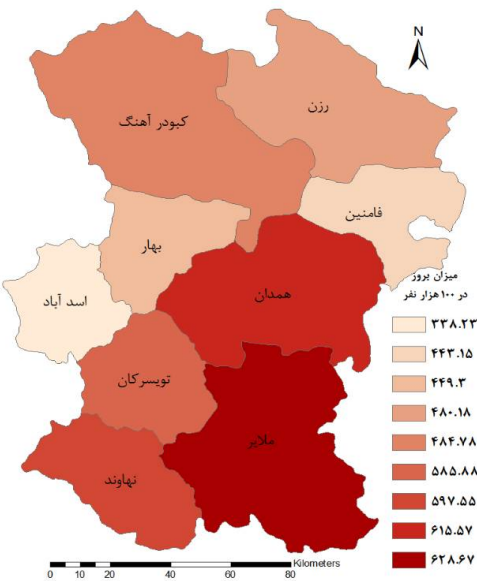 N
رزن
کبودر آهنگ
فامنین
بهار
همدان
اسد آباد
تویسرکان
ملایر
نهاوند
میزان بروز
در ۱۰۰هزار نفر
۳۳۸.۲۳
۴۴۳.۱۵
۴۴۹.۳
۴۸۰.۱۸
۴۸۴.۷۸
۵۸۵.۸۸
۵۹۷.۵۵
۶۱۵.۵۷
۶۲۸.۶۷
Kilometers
0 10 20 40 60 80